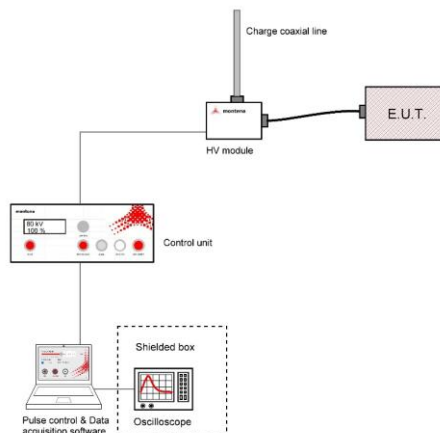 Charge coaxial line
montena
E.U.T.
HV module
montena
80 kV
100 %
Control unit
Shielded box
Pulse control & Data
acquisition software
Oscilloscope